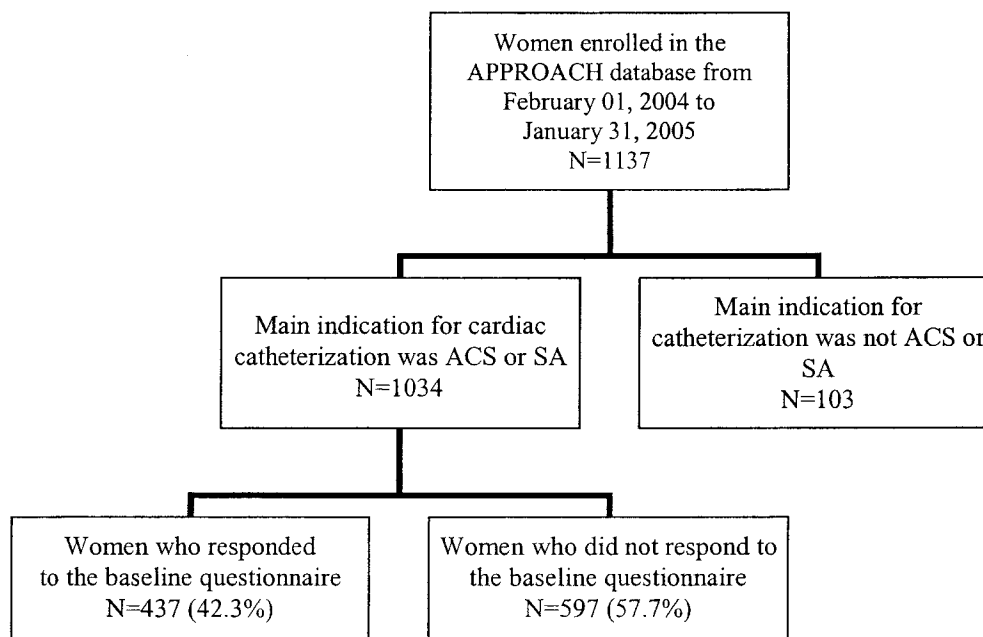 Women enrolled in the
APPROACH database from
February 01, 2004 to
January 31, 2005
N=1137
Main indication for cardiac
catheterization was ACS or SA
N=1034
Main indication for
catheterization was not ACS or
SA
N=103
Women who responded
to the baseline questionnaire
N=437 (42.3%)
Women who did not respond to
the baseline questionnaire
N=597 (57.7%)